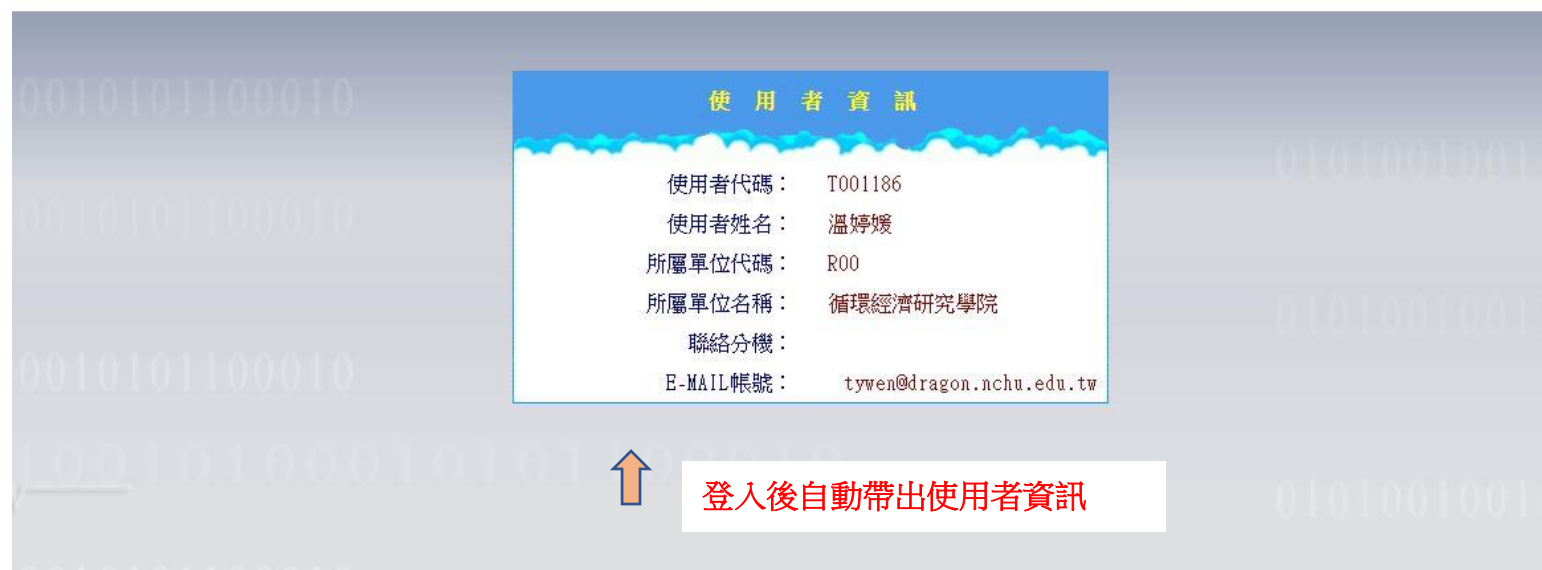 使用者資訊
使用者代碼： T001186
使用者姓名： 溫婷媛
所屬單位代碼： R00
所屬單位名稱： 循環經濟研究學院
聯絡分機：
E-MAIL帳號： tywen@dragon.nchu.edu.tw
登入後自動帶出使用者資訊